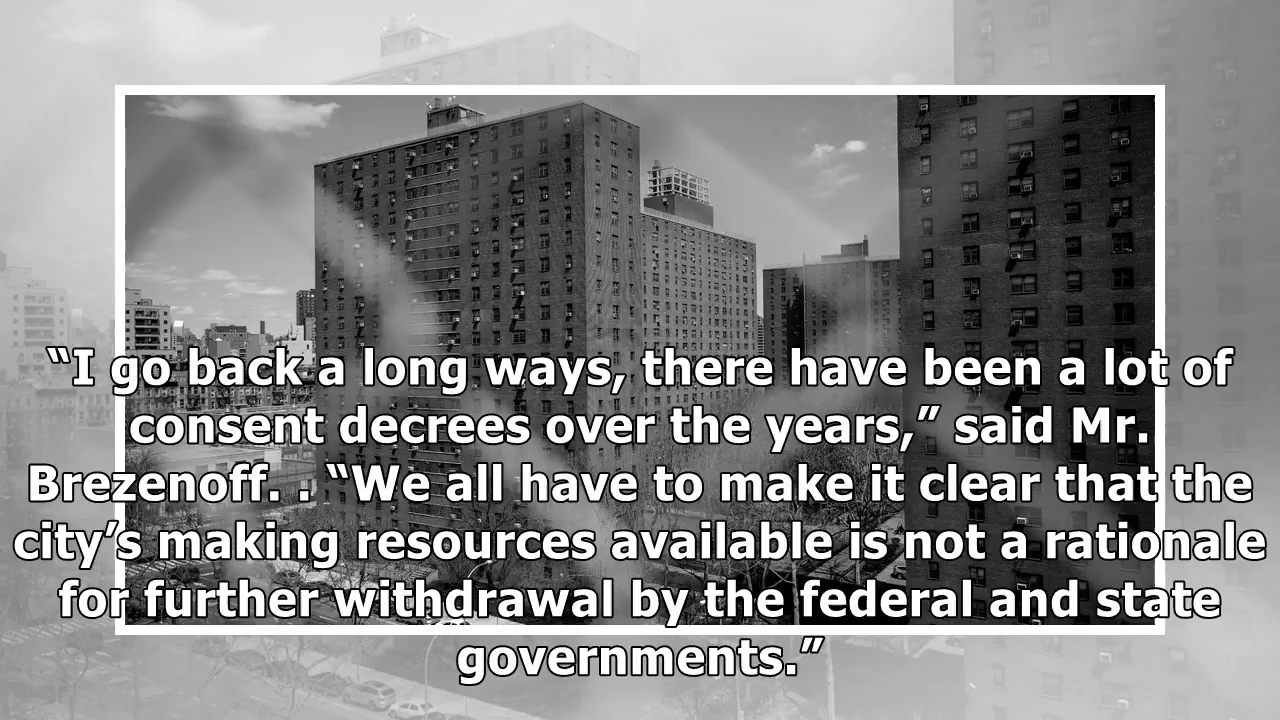 “I go back a long ways, there have been a lot of
consent decrees over the years,” said Mr.
Brezenoff. . “We all have to make it clear that the
city’s making resources available is not a rationale
for further withdrawal by the federal and state
governments.”